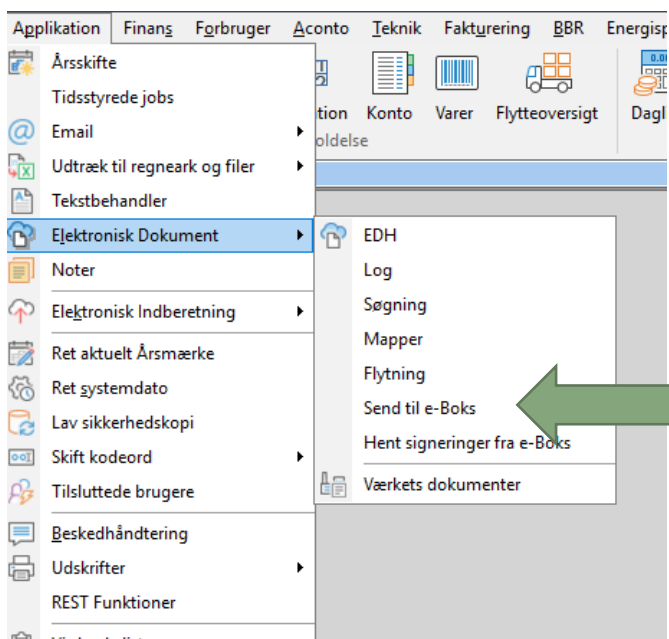 Applikation Finans Forbruger Aconto Teknik Fakturering BBR Energisp
Årsskifte
Tidsstyrede jobs
Email
Udtræk til regneark og filer
Tekstbehandler
Elektronisk Dokument
Noter
Elektronisk Indberetning
Ret aktuelt Årsmærke
Ret systemdato
Lav sikkerhedskopi
Skift kodeord
Tilsluttede brugere
Beskedhåndtering
Udskrifter
REST Funktioner
tion Konto Varer Flytteoversigt Dagl
oldelse
EDH
Log
Søgning
Mapper
Flytning
Send til e-Boks
Hent signeringer fra e-Boks
Værkets dokumenter